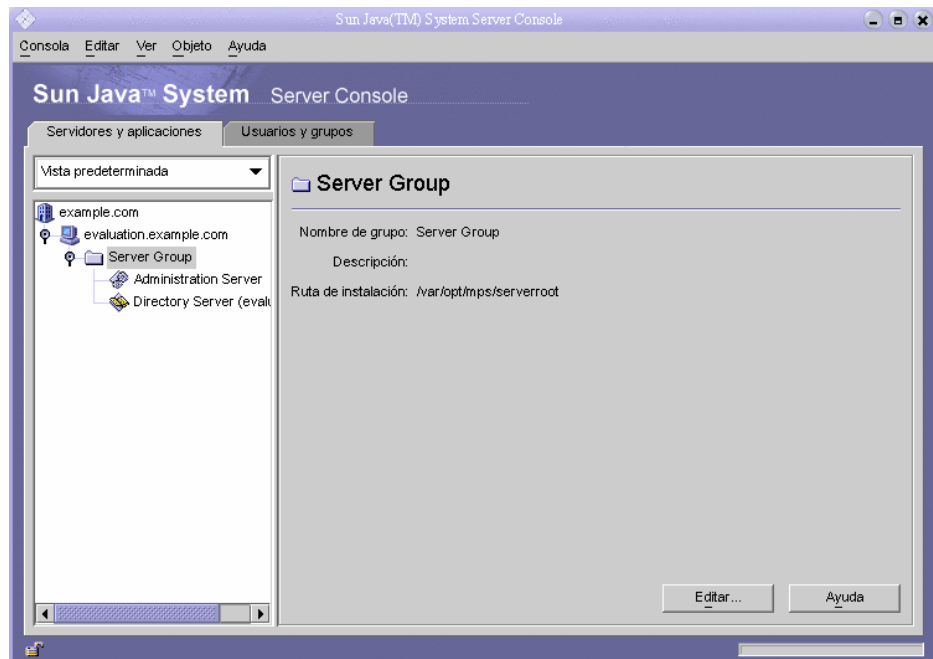 Sun Java(TM) System Server Console
Consola Editar Ver Objeto Ayuda
Sun Java™ System Server Console
Servidores y aplicaciones Usuarios y grupos
Vista predeterminada
example.com
evaluation.example.com
Server Group
Administration Server
Directory Server (evalu
Server Group
Nombre de grupo: Server Group
Descripción:
Ruta de instalación: /var/opt/mps/serverroot
Editar... Ayuda